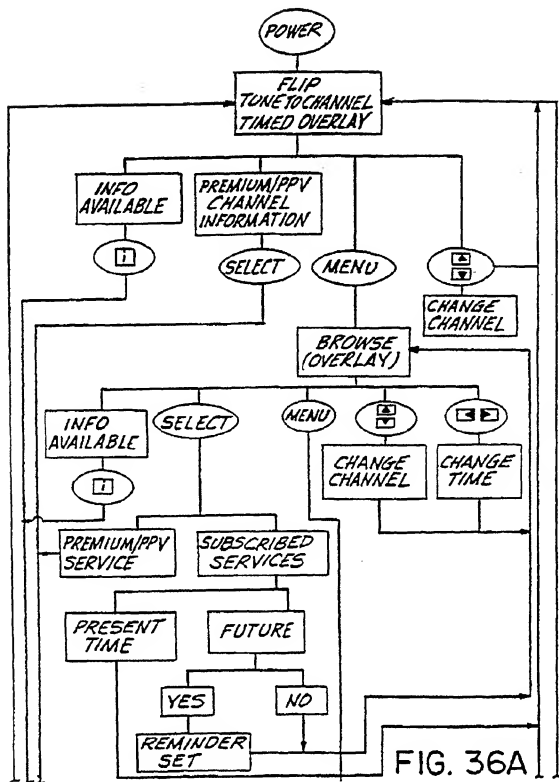 POWER
FLIP
TUNE TO CHANNEL
TIMED OVERLAY
INFO
AVAILABLE
i
PREMIUM/PPV
CHANNEL
INFORMATION
SELECT
MENU
▲
▼
CHANGE
CHANNEL
BROWSE
(OVERLAY)
INFO
AVAILABLE
i
SELECT
MENU
▲
▼
◀ ▶
CHANGE
CHANNEL
CHANGE
TIME
PREMIUM/PPV
SERVICE
SUBSCRIBED
SERVICES
PRESENT
TIME
FUTURE
YES
NO
REMINDER
SET
FIG. 36A